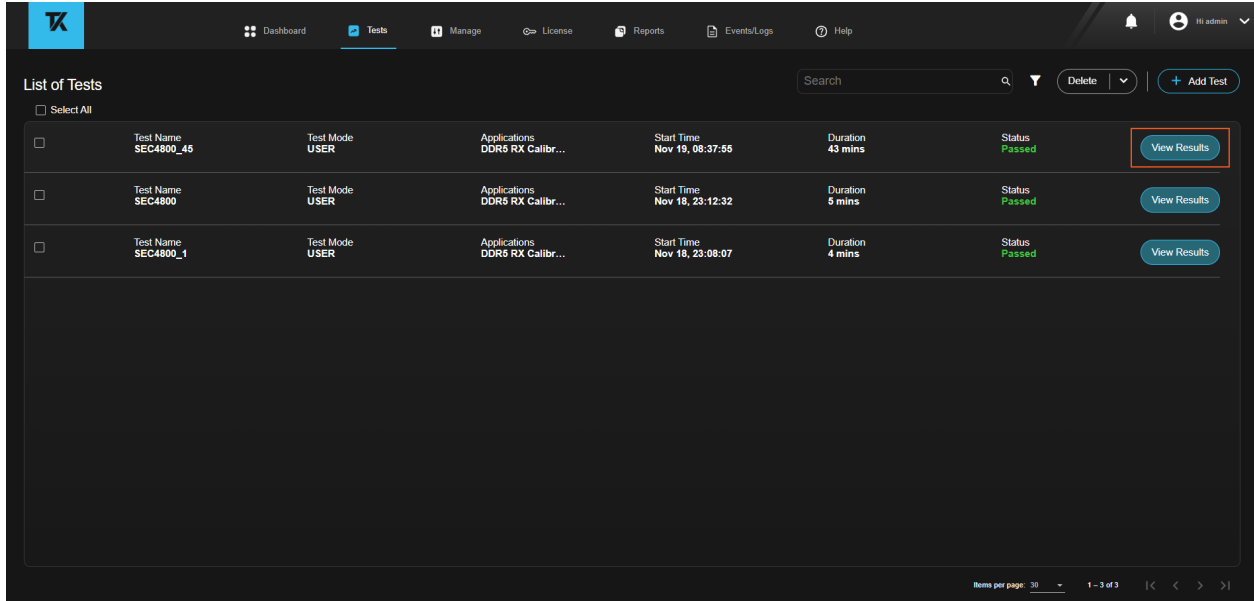 TK
Dashboard Tests Manage License Reports Events/Logs Help Hi admin
List of Tests Search Delete + Add Test
Select All
Test Name Test Mode Applications Start Time Duration Status
SEC4800_45 USER DDR5 RX Calibr... Nov 19, 08:37:55 43 mins Passed View Results
Test Name Test Mode Applications Start Time Duration Status
SEC4800 USER DDR5 RX Calibr... Nov 18, 23:12:32 5 mins Passed View Results
Test Name Test Mode Applications Start Time Duration Status
SEC4800_1 USER DDR5 RX Calibr... Nov 18, 23:08:07 4 mins Passed View Results
Items per page: 30 1 – 3 of 3